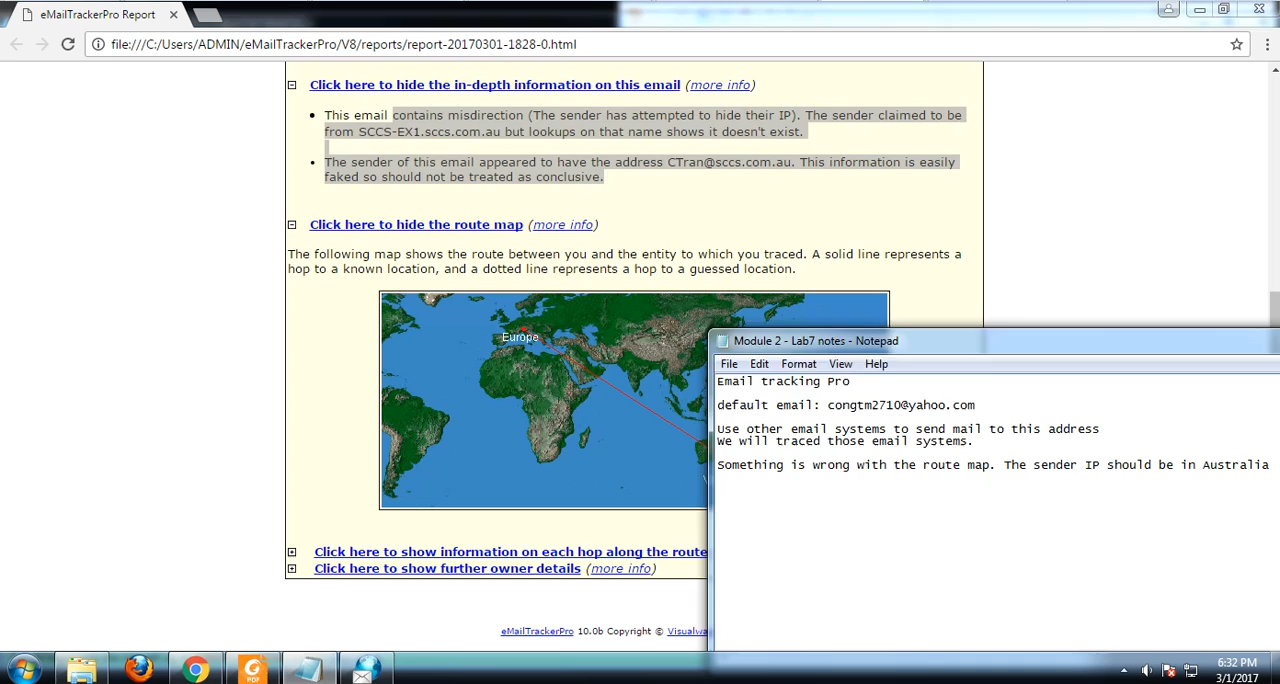 eMailTrackerPro Report
file:///C:/Users/ADMIN/eMailTrackerPro/V8/reports/report-20170301-1828-0.html
Click here to hide the in-depth information on this email (more info)
• This email contains misdirection (The sender has attempted to hide their IP). The sender claimed to be
from SCCS-EX1.sccs.com.au but lookups on that name shows it doesn't exist.
• The sender of this email appeared to have the address CTran@sccs.com.au. This information is easily
faked so should not be treated as conclusive.
Click here to hide the route map (more info)
The following map shows the route between you and the entity to which you traced. A solid line represents a
hop to a known location, and a dotted line represents a hop to a guessed location.
Europe
Click here to show information on each hop along the route
Click here to show further owner details (more info)
eMailTrackerPro 10.0b Copyright © Visualwa
Module 2 - Lab7 notes - Notepad
File Edit Format View Help
Email tracking Pro
default email: congtm2710@yahoo.com
Use other email systems to send mail to this address
We will traced those email systems.
Something is wrong with the route map. The sender IP should be in Australia
PDF
6:32 PM
3/1/2017